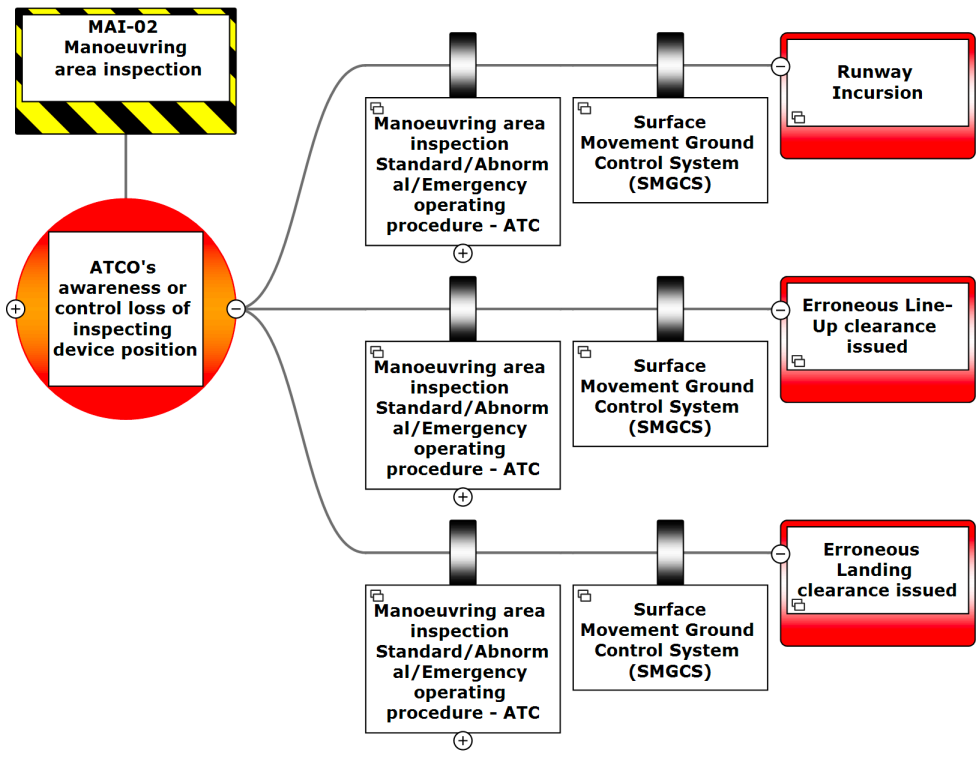 MAI-02
Manoeuvring
area inspection
ATCO's
awareness or
control loss of
inspecting
device position
Manoeuvring area
inspection
Standard/Abnorm
al/Emergency
operating
procedure - ATC
Surface
Movement Ground
Control System
(SMGCS)
Runway
Incursion
Manoeuvring area
inspection
Standard/Abnorm
al/Emergency
operating
procedure - ATC
Surface
Movement Ground
Control System
(SMGCS)
Erroneous Line-
Up clearance
issued
Manoeuvring area
inspection
Standard/Abnorm
al/Emergency
operating
procedure - ATC
Surface
Movement Ground
Control System
(SMGCS)
Erroneous
Landing
clearance issued